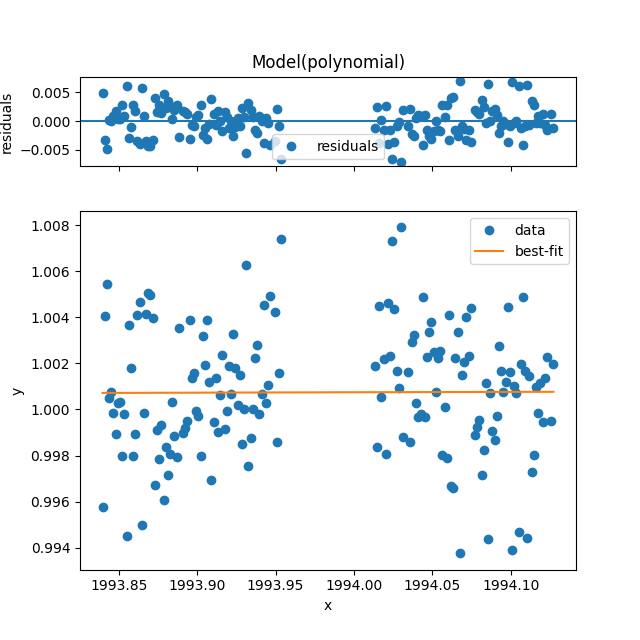 Model(polynomial)
residuals
0.005
0.000
−0.005
residuals
y
1.008
1.006
1.004
1.002
1.000
0.998
0.996
0.994
data
best-fit
1993.85 1993.90 1993.95 1994.00 1994.05 1994.10
x